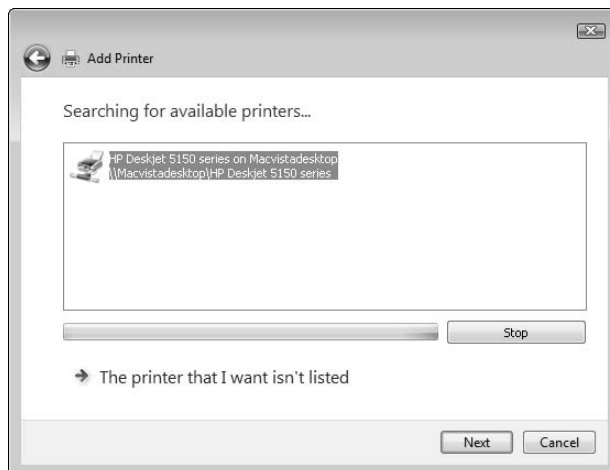 Add Printer
Searching for available printers...
HP Deskjet 5150 series on Macvistadesktop
\\Macvistadesktop\HP Deskjet 5150 series
Stop
The printer that I want isn't listed
Next
Cancel